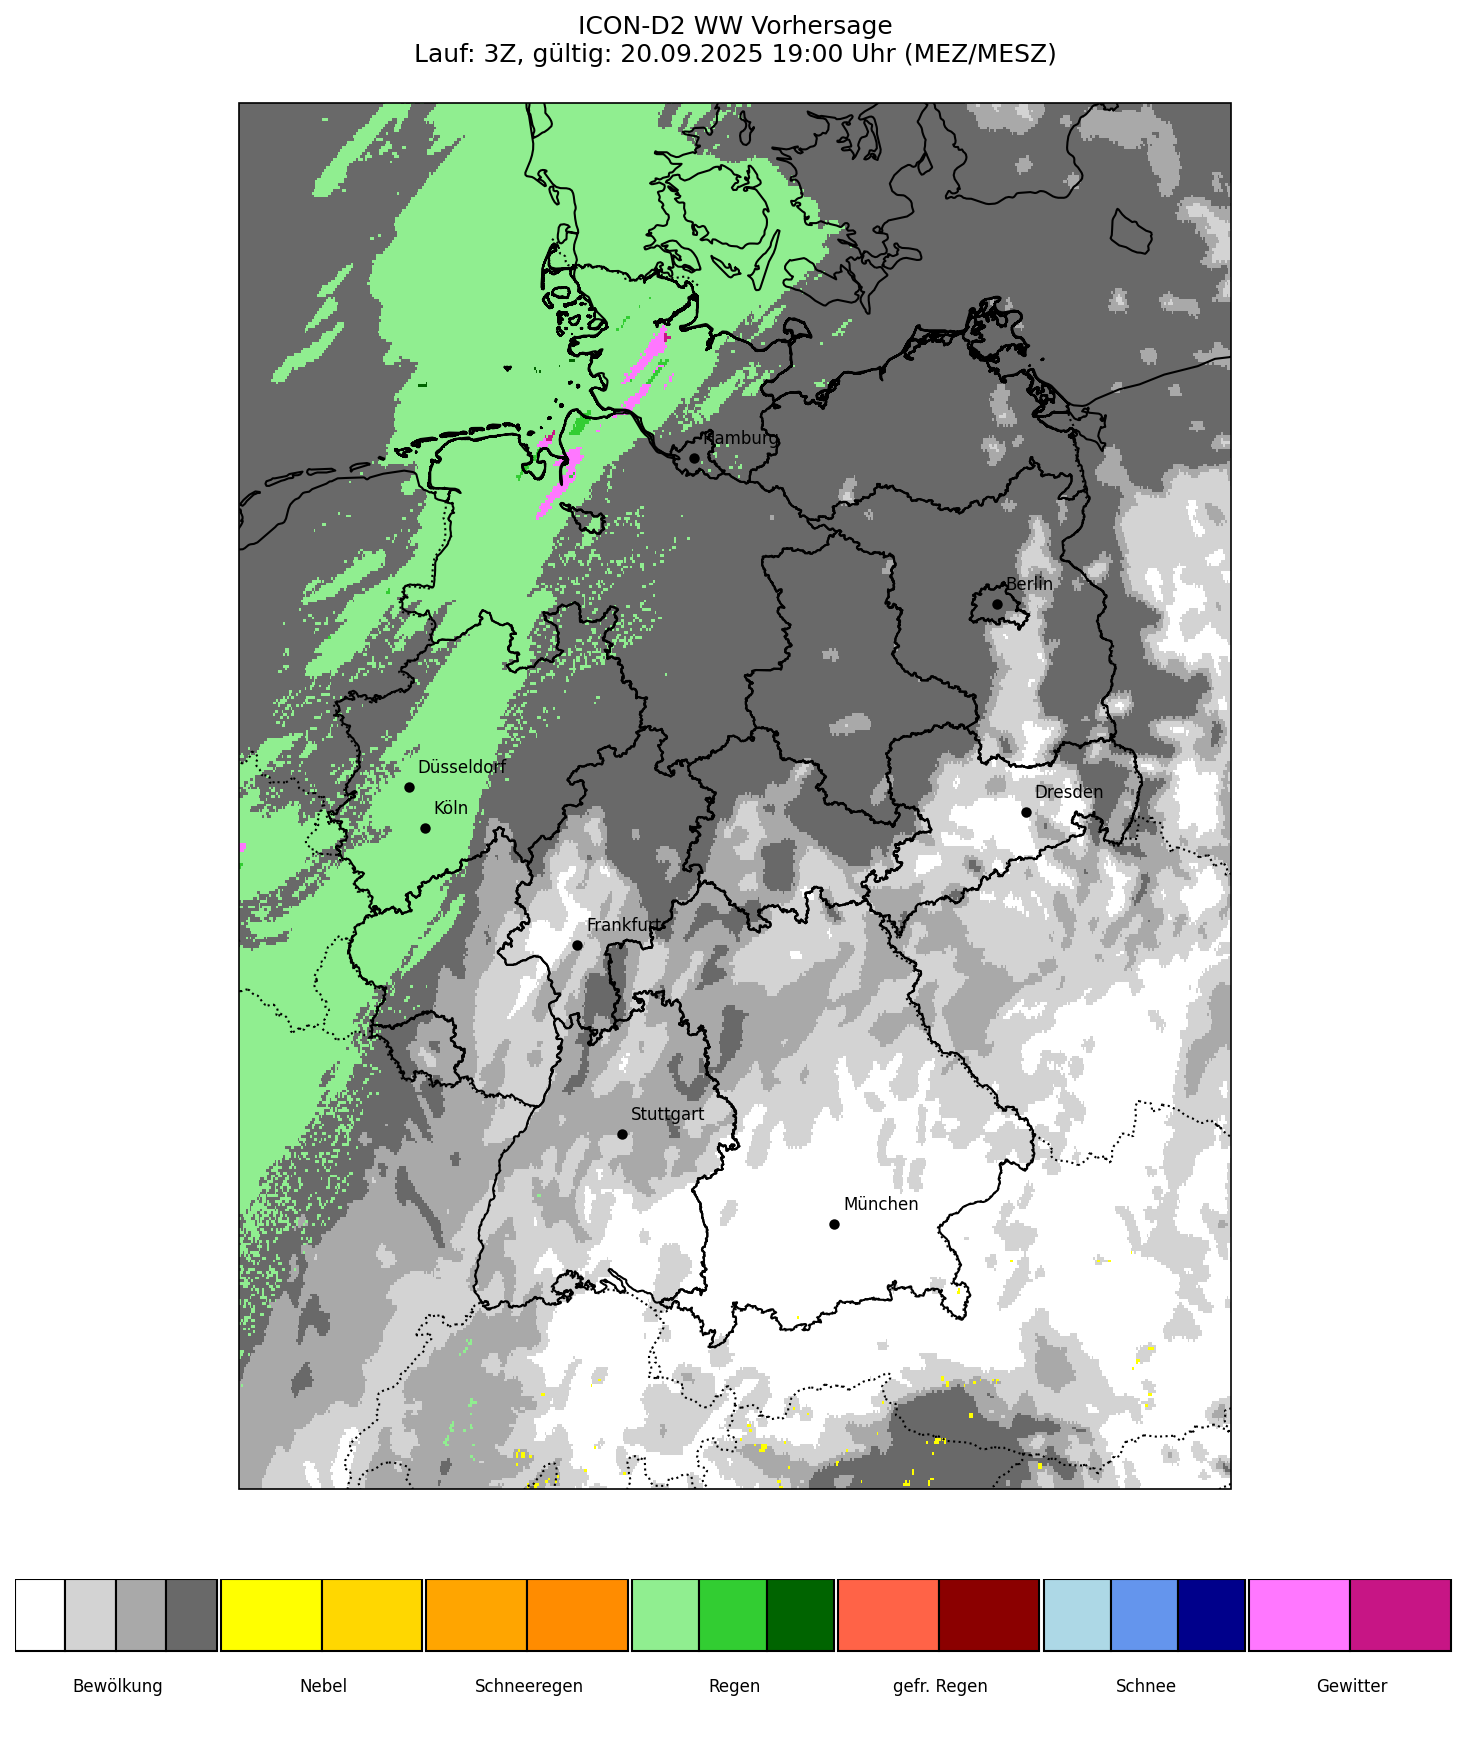 ICON-D2 WW Vorhersage
Lauf: 3Z, gültig: 20.09.2025 19:00 Uhr (MEZ/MESZ)
Hamburg
Berlin
Düsseldorf
Köln
Dresden
Frankfurt
Stuttgart
München
Bewölkung
Nebel
Schneeregen
Regen
gefr. Regen
Schnee
Gewitter